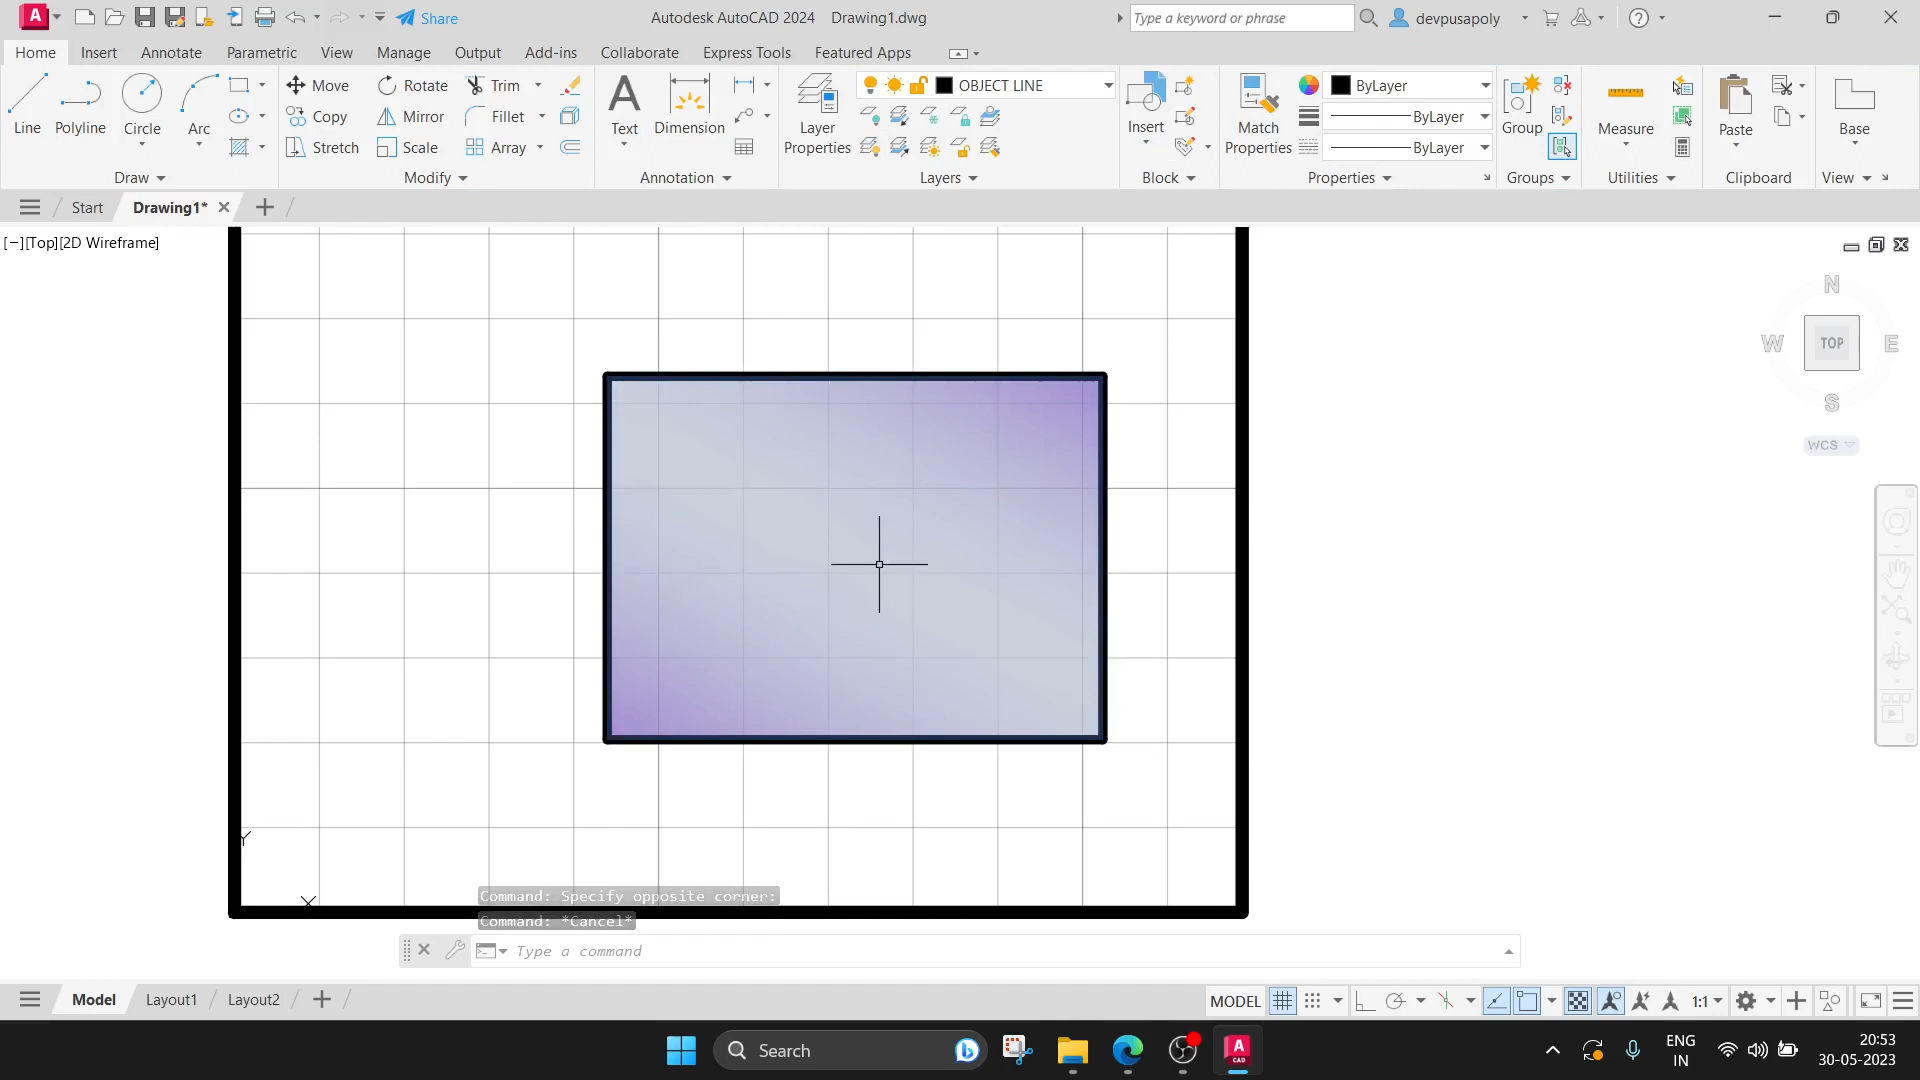 A Share Autodesk AutoCAD 2024 Drawing1.dwg Type a keyword or phrase devpusapoly
Home Insert Annotate Parametric View Manage Output Add-ins Collaborate Express Tools Featured Apps
Move Rotate Trim OBJECT LINE ByLayer
Line Polyline Circle Arc Copy Mirror Fillet Text Dimension Layer Insert Match ByLayer Group Measure Paste Base
Stretch Scale Array Properties Properties ByLayer
Draw Modify Annotation Layers Block Properties Groups Utilities Clipboard View
Start Drawing1*
[−][Top][2D Wireframe]
N
W TOP E
S
WCS
Y
X
Command: Specify opposite corner:
Command: *Cancel*
Type a command
Model Layout1 Layout2 MODEL 1:1
Search A CAD ENG 20:53
IN 30-05-2023